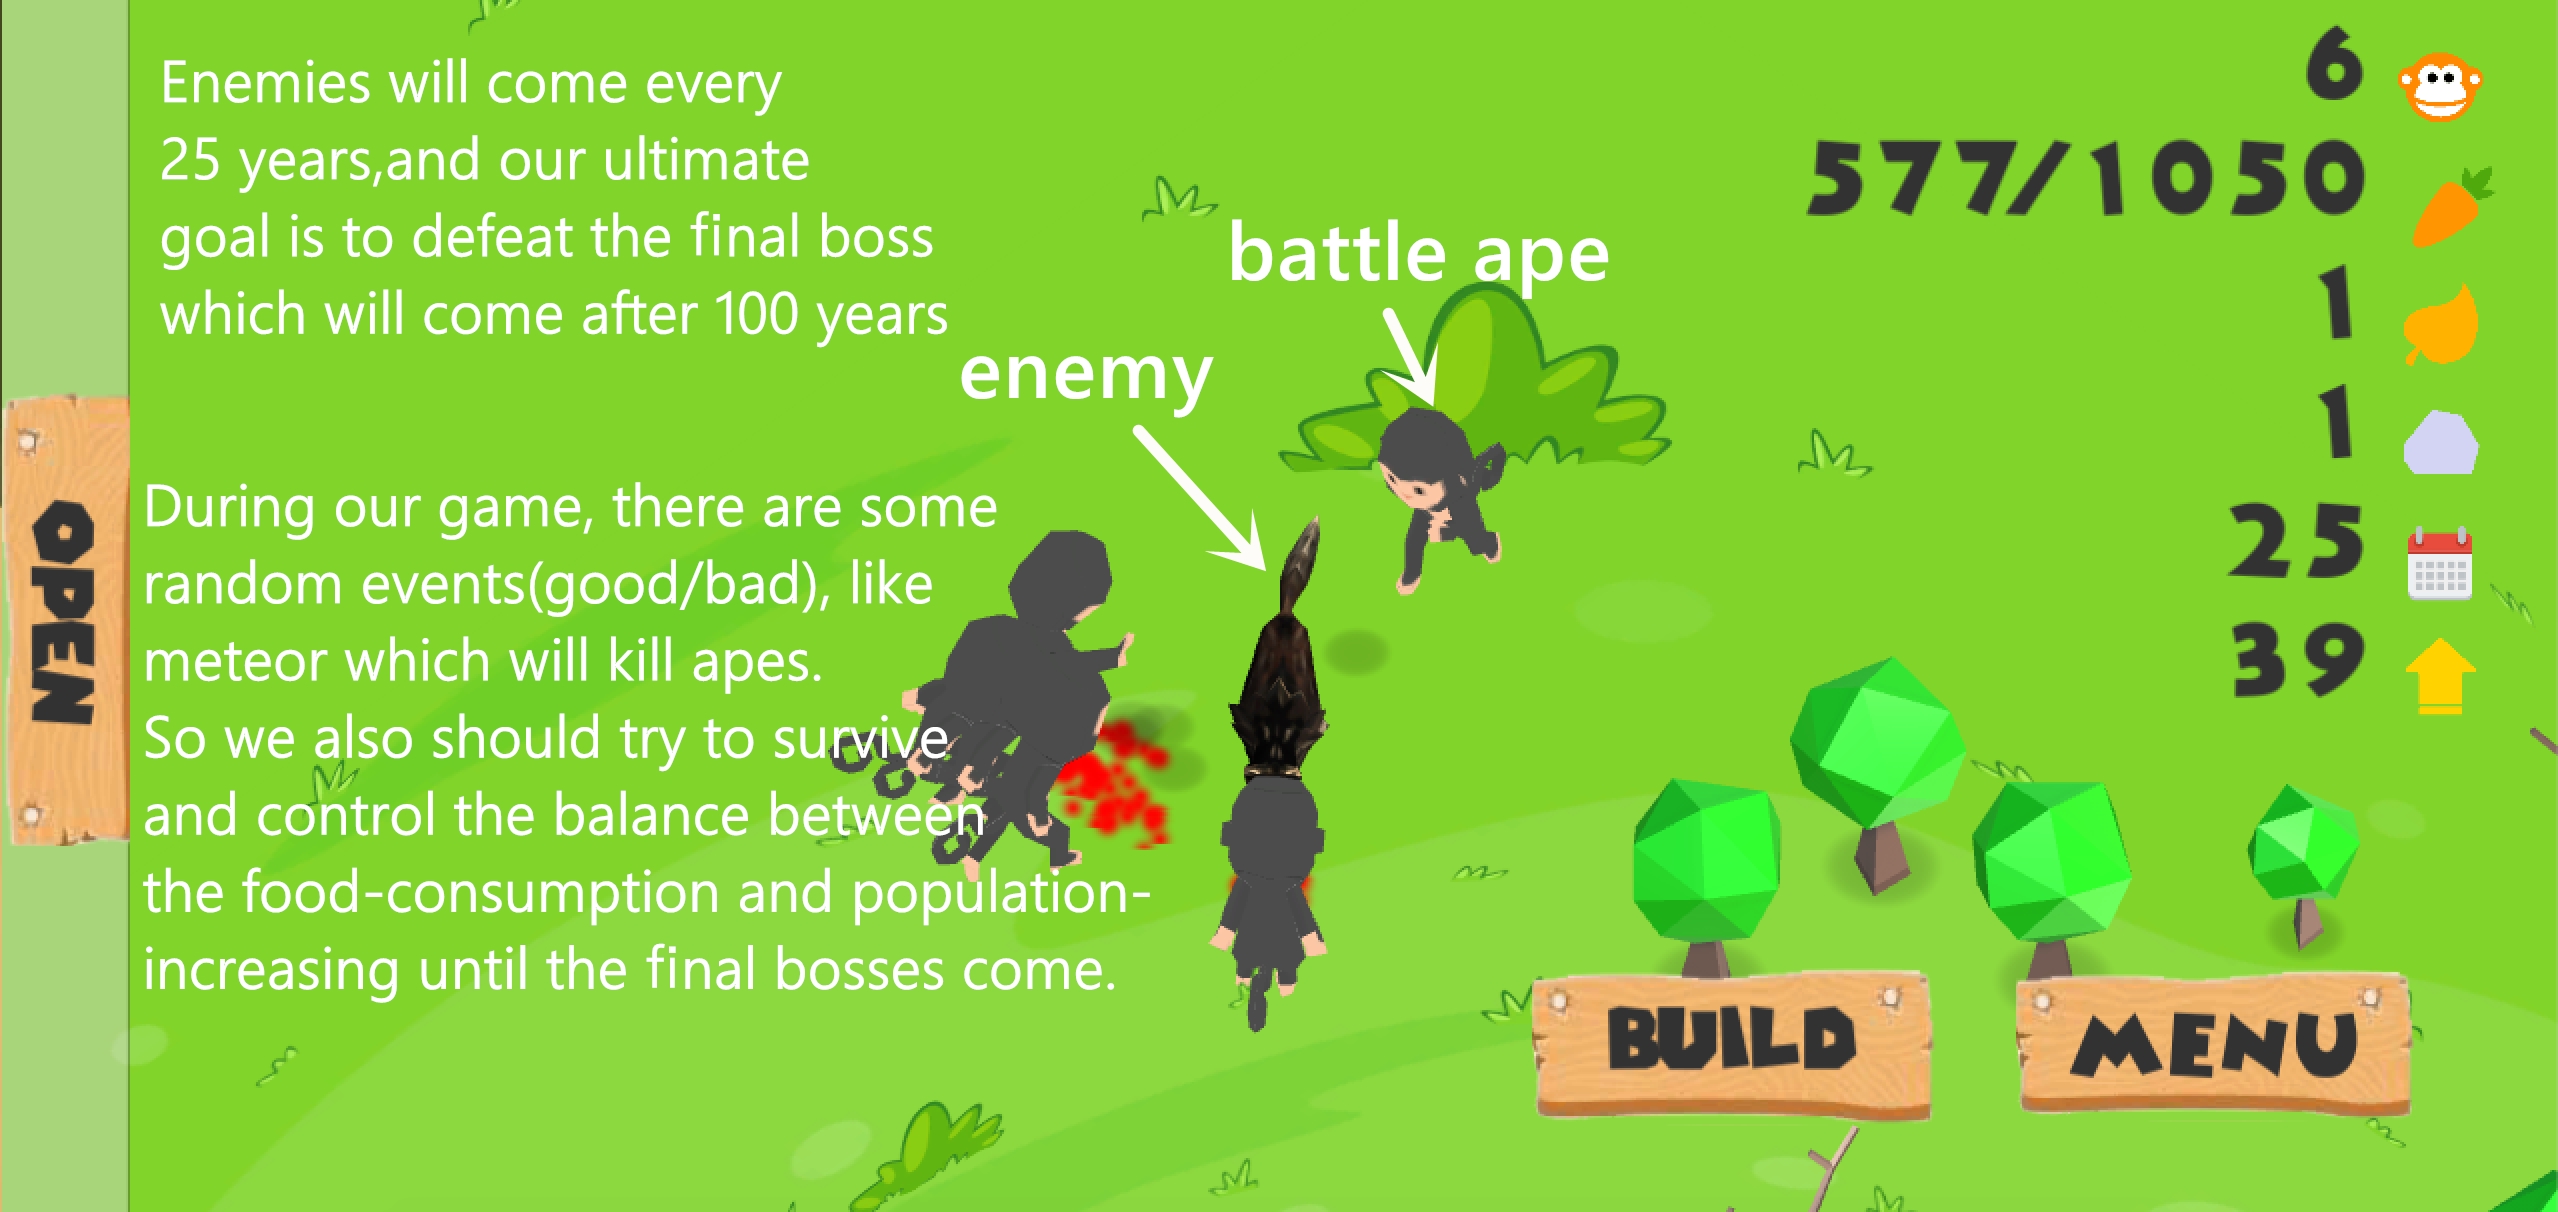 Enemies will come every
25 years,and our ultimate
goal is to defeat the final boss
which will come after 100 years
battle ape
enemy
During our game, there are some
random events(good/bad), like
meteor which will kill apes.
So we also should try to survive
and control the balance between
the food-consumption and population-
increasing until the final bosses come.
OPEN
6
577/1050
1
1
25
39
BUILD
MENU